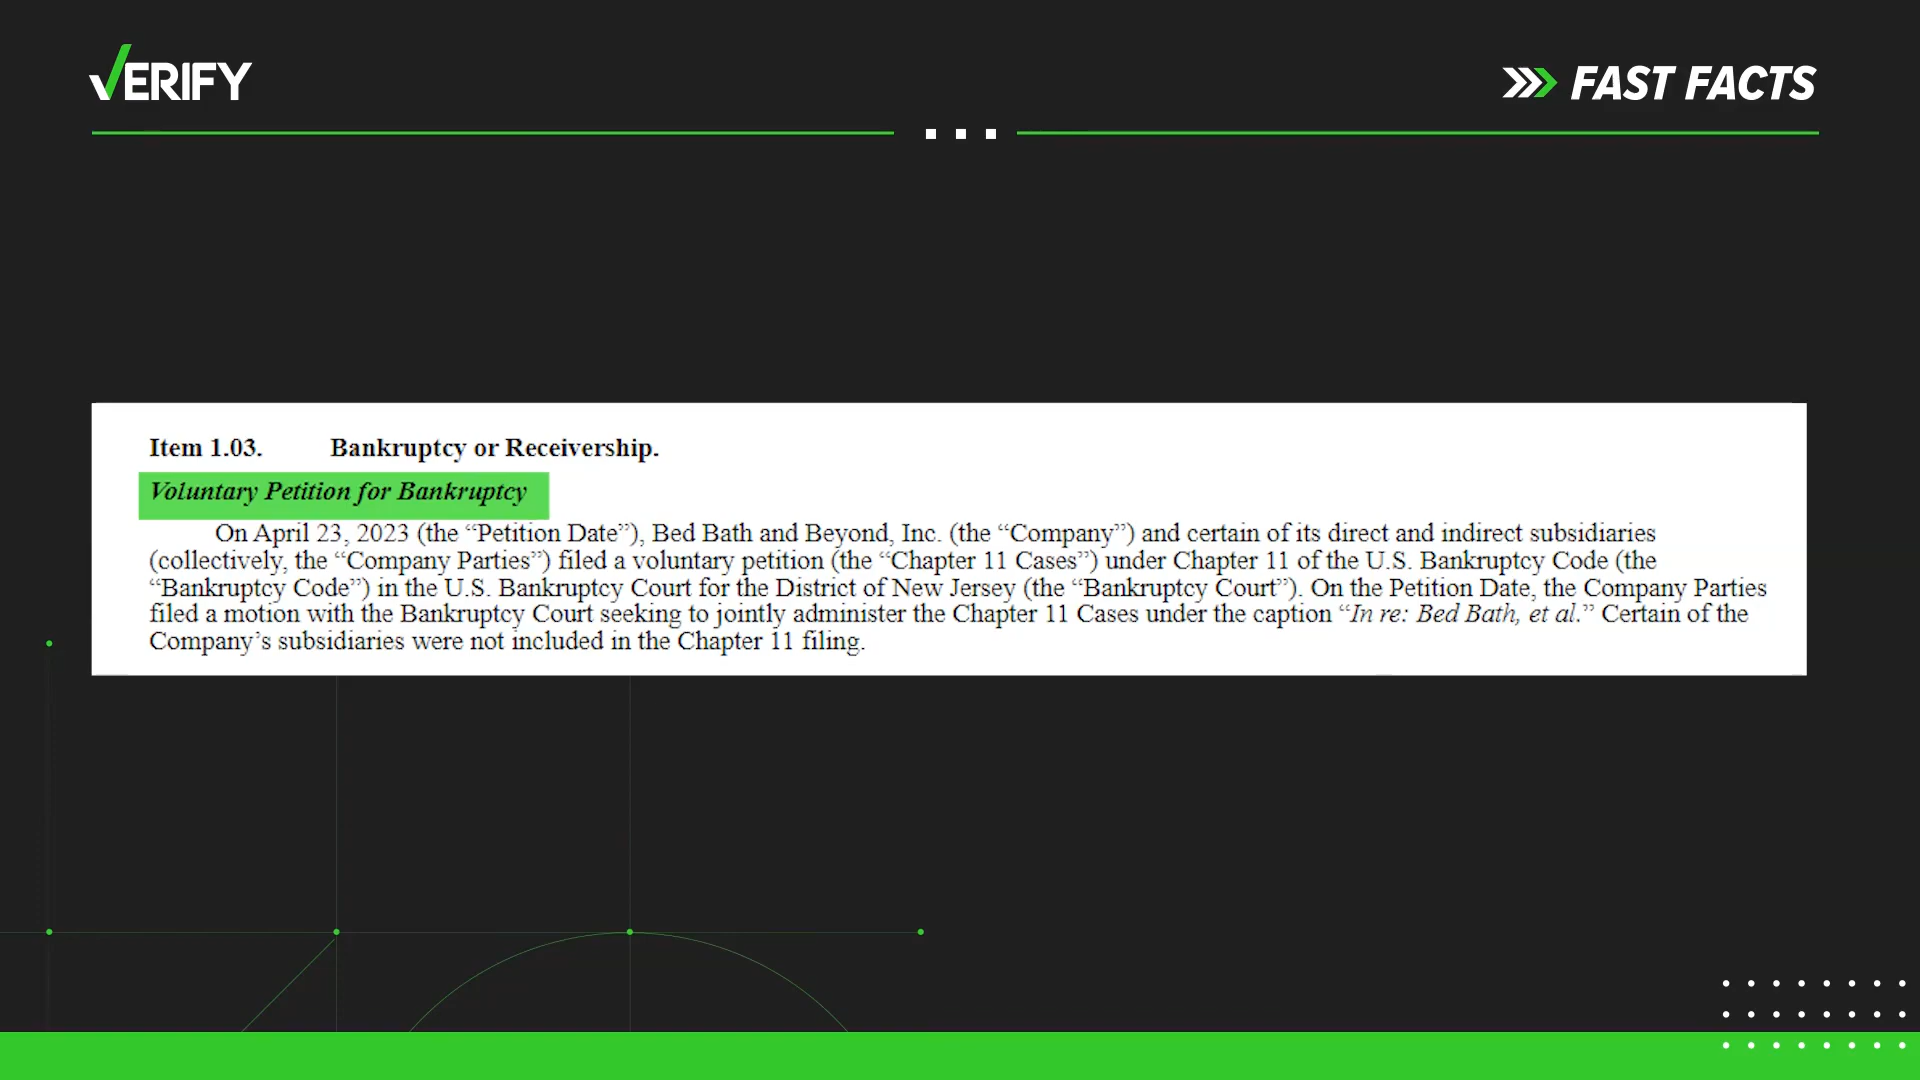 VERIFY
FAST FACTS
Item 1.03. Bankruptcy or Receivership.
Voluntary Petition for Bankruptcy
On April 23, 2023 (the “Petition Date”), Bed Bath and Beyond, Inc. (the “Company”) and certain of its direct and indirect subsidiaries
(collectively, the “Company Parties”) filed a voluntary petition (the “Chapter 11 Cases”) under Chapter 11 of the U.S. Bankruptcy Code (the
“Bankruptcy Code”) in the U.S. Bankruptcy Court for the District of New Jersey (the “Bankruptcy Court”). On the Petition Date, the Company Parties
filed a motion with the Bankruptcy Court seeking to jointly administer the Chapter 11 Cases under the caption “In re: Bed Bath, et al.” Certain of the
Company’s subsidiaries were not included in the Chapter 11 filing.